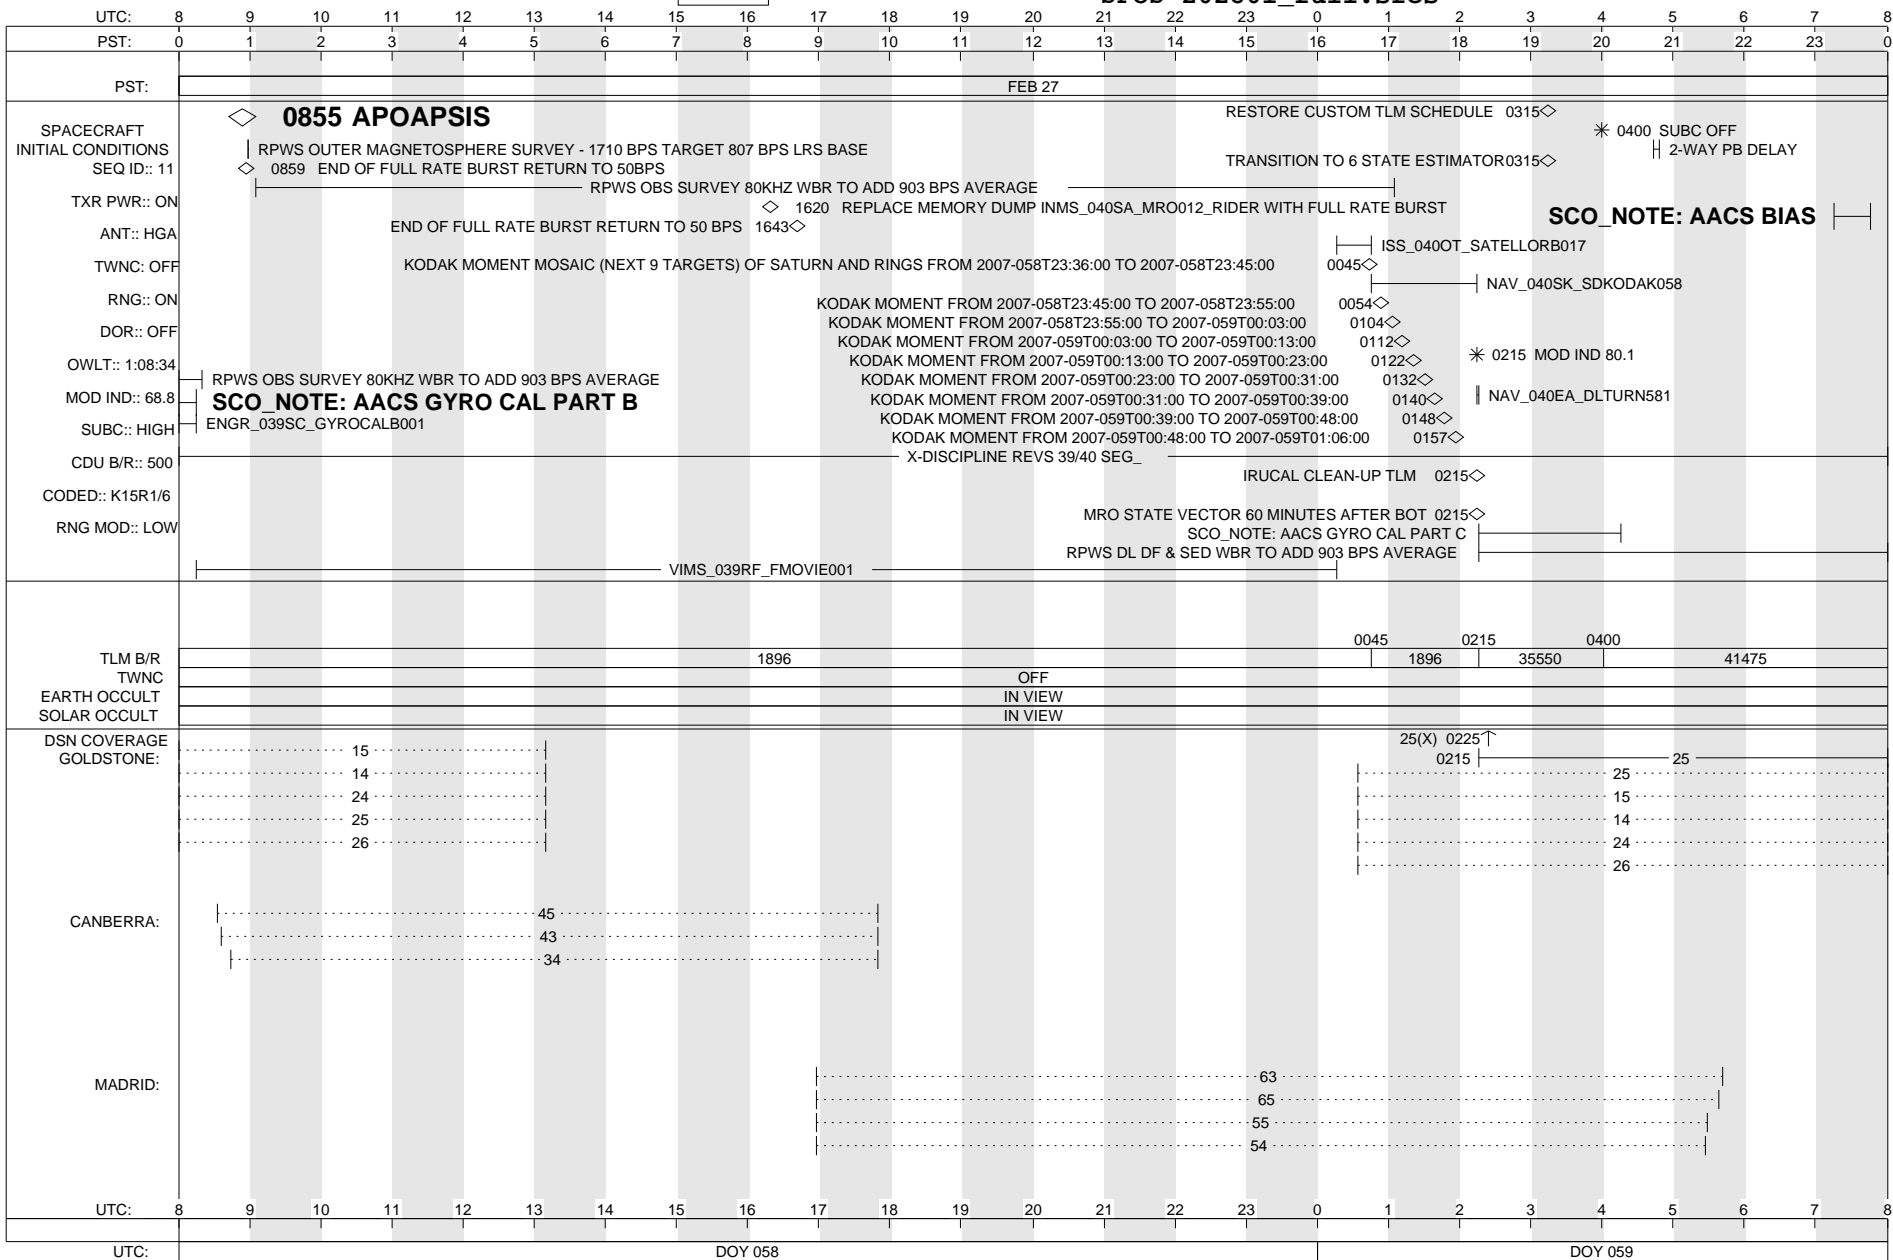 UTC: 8 9 10 11 12 13 14 15 16 17 18 19 20 21 22 23 0 1 2 3 4 5 6 7 8
PST: 0 1 2 3 4 5 6 7 8 9 10 11 12 13 14 15 16 17 18 19 20 21 22 23 0
PST: FEB 27
SPACECRAFT
INITIAL CONDITIONS
SEQ ID:: 11
TXR PWR:: ON
ANT:: HGA
TWNC: OFF
RNG:: ON
DOR:: OFF
OWLT:: 1:08:34
MOD IND:: 68.8
SUBC:: HIGH
CDU B/R:: 500
CODED:: K15R1/6
RNG MOD:: LOW
0855 APOAPSIS
RESTORE CUSTOM TLM SCHEDULE 0315
0400 SUBC OFF
RPWS OUTER MAGNETOSPHERE SURVEY - 1710 BPS TARGET 807 BPS LRS BASE
2-WAY PB DELAY
TRANSITION TO 6 STATE ESTIMATOR0315
0859 END OF FULL RATE BURST RETURN TO 50BPS
RPWS OBS SURVEY 80KHZ WBR TO ADD 903 BPS AVERAGE
1620 REPLACE MEMORY DUMP INMS_040SA_MRO012_RIDER WITH FULL RATE BURST
SCO_NOTE: AACS BIAS
END OF FULL RATE BURST RETURN TO 50 BPS 1643
ISS_040OT_SATELLORB017
KODAK MOMENT MOSAIC (NEXT 9 TARGETS) OF SATURN AND RINGS FROM 2007-058T23:36:00 TO 2007-058T23:45:00 0045
NAV_040SK_SDKODAK058
KODAK MOMENT FROM 2007-058T23:45:00 TO 2007-058T23:55:00 0054
KODAK MOMENT FROM 2007-058T23:55:00 TO 2007-059T00:03:00 0104
KODAK MOMENT FROM 2007-059T00:03:00 TO 2007-059T00:13:00 0112
0215 MOD IND 80.1
KODAK MOMENT FROM 2007-059T00:13:00 TO 2007-059T00:23:00 0122
RPWS OBS SURVEY 80KHZ WBR TO ADD 903 BPS AVERAGE
KODAK MOMENT FROM 2007-059T00:23:00 TO 2007-059T00:31:00 0132
SCO_NOTE: AACS GYRO CAL PART B
KODAK MOMENT FROM 2007-059T00:31:00 TO 2007-059T00:39:00 0140
NAV_040EA_DLTURN581
ENGR_039SC_GYROCALB001
KODAK MOMENT FROM 2007-059T00:39:00 TO 2007-059T00:48:00 0148
KODAK MOMENT FROM 2007-059T00:48:00 TO 2007-059T01:06:00 0157
X-DISCIPLINE REVS 39/40 SEG_
IRUCAL CLEAN-UP TLM 0215
MRO STATE VECTOR 60 MINUTES AFTER BOT 0215
SCO_NOTE: AACS GYRO CAL PART C
RPWS DL DF & SED WBR TO ADD 903 BPS AVERAGE
VIMS_039RF_FMOVIE001
0045 0215 0400
TLM B/R 1896 1896 35550 41475
TWNC OFF
EARTH OCCULT IN VIEW
SOLAR OCCULT IN VIEW
DSN COVERAGE
GOLDSTONE:
25(X) 0225
0215 25
15 25
14 15
24 14
25 24
26 26
CANBERRA:
45
43
34
MADRID:
63
65
55
54
UTC: 8 9 10 11 12 13 14 15 16 17 18 19 20 21 22 23 0 1 2 3 4 5 6 7 8
UTC: DOY 058 DOY 059